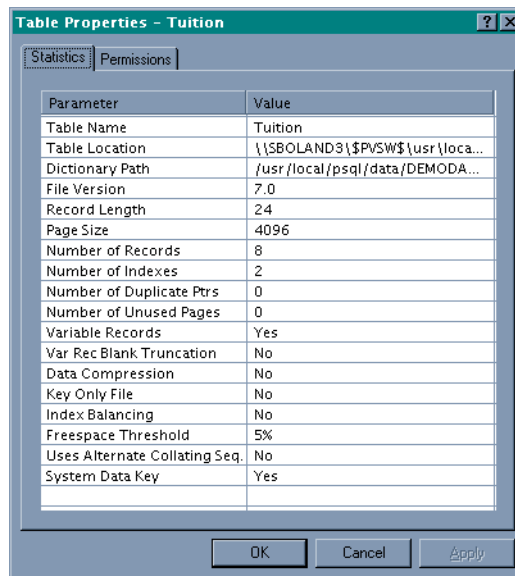 Table Properties - Tuition
Statistics Permissions
Parameter Value
Table Name Tuition
Table Location \\SBOLAND3\$PVSW$\usr\loca...
Dictionary Path /usr/local/psql/data/DEMODA...
File Version 7.0
Record Length 24
Page Size 4096
Number of Records 8
Number of Indexes 2
Number of Duplicate Ptrs 0
Number of Unused Pages 0
Variable Records Yes
Var Rec Blank Truncation No
Data Compression No
Key Only File No
Index Balancing No
Freespace Threshold 5%
Uses Alternate Collating Seq. No
System Data Key Yes
OK Cancel Apply